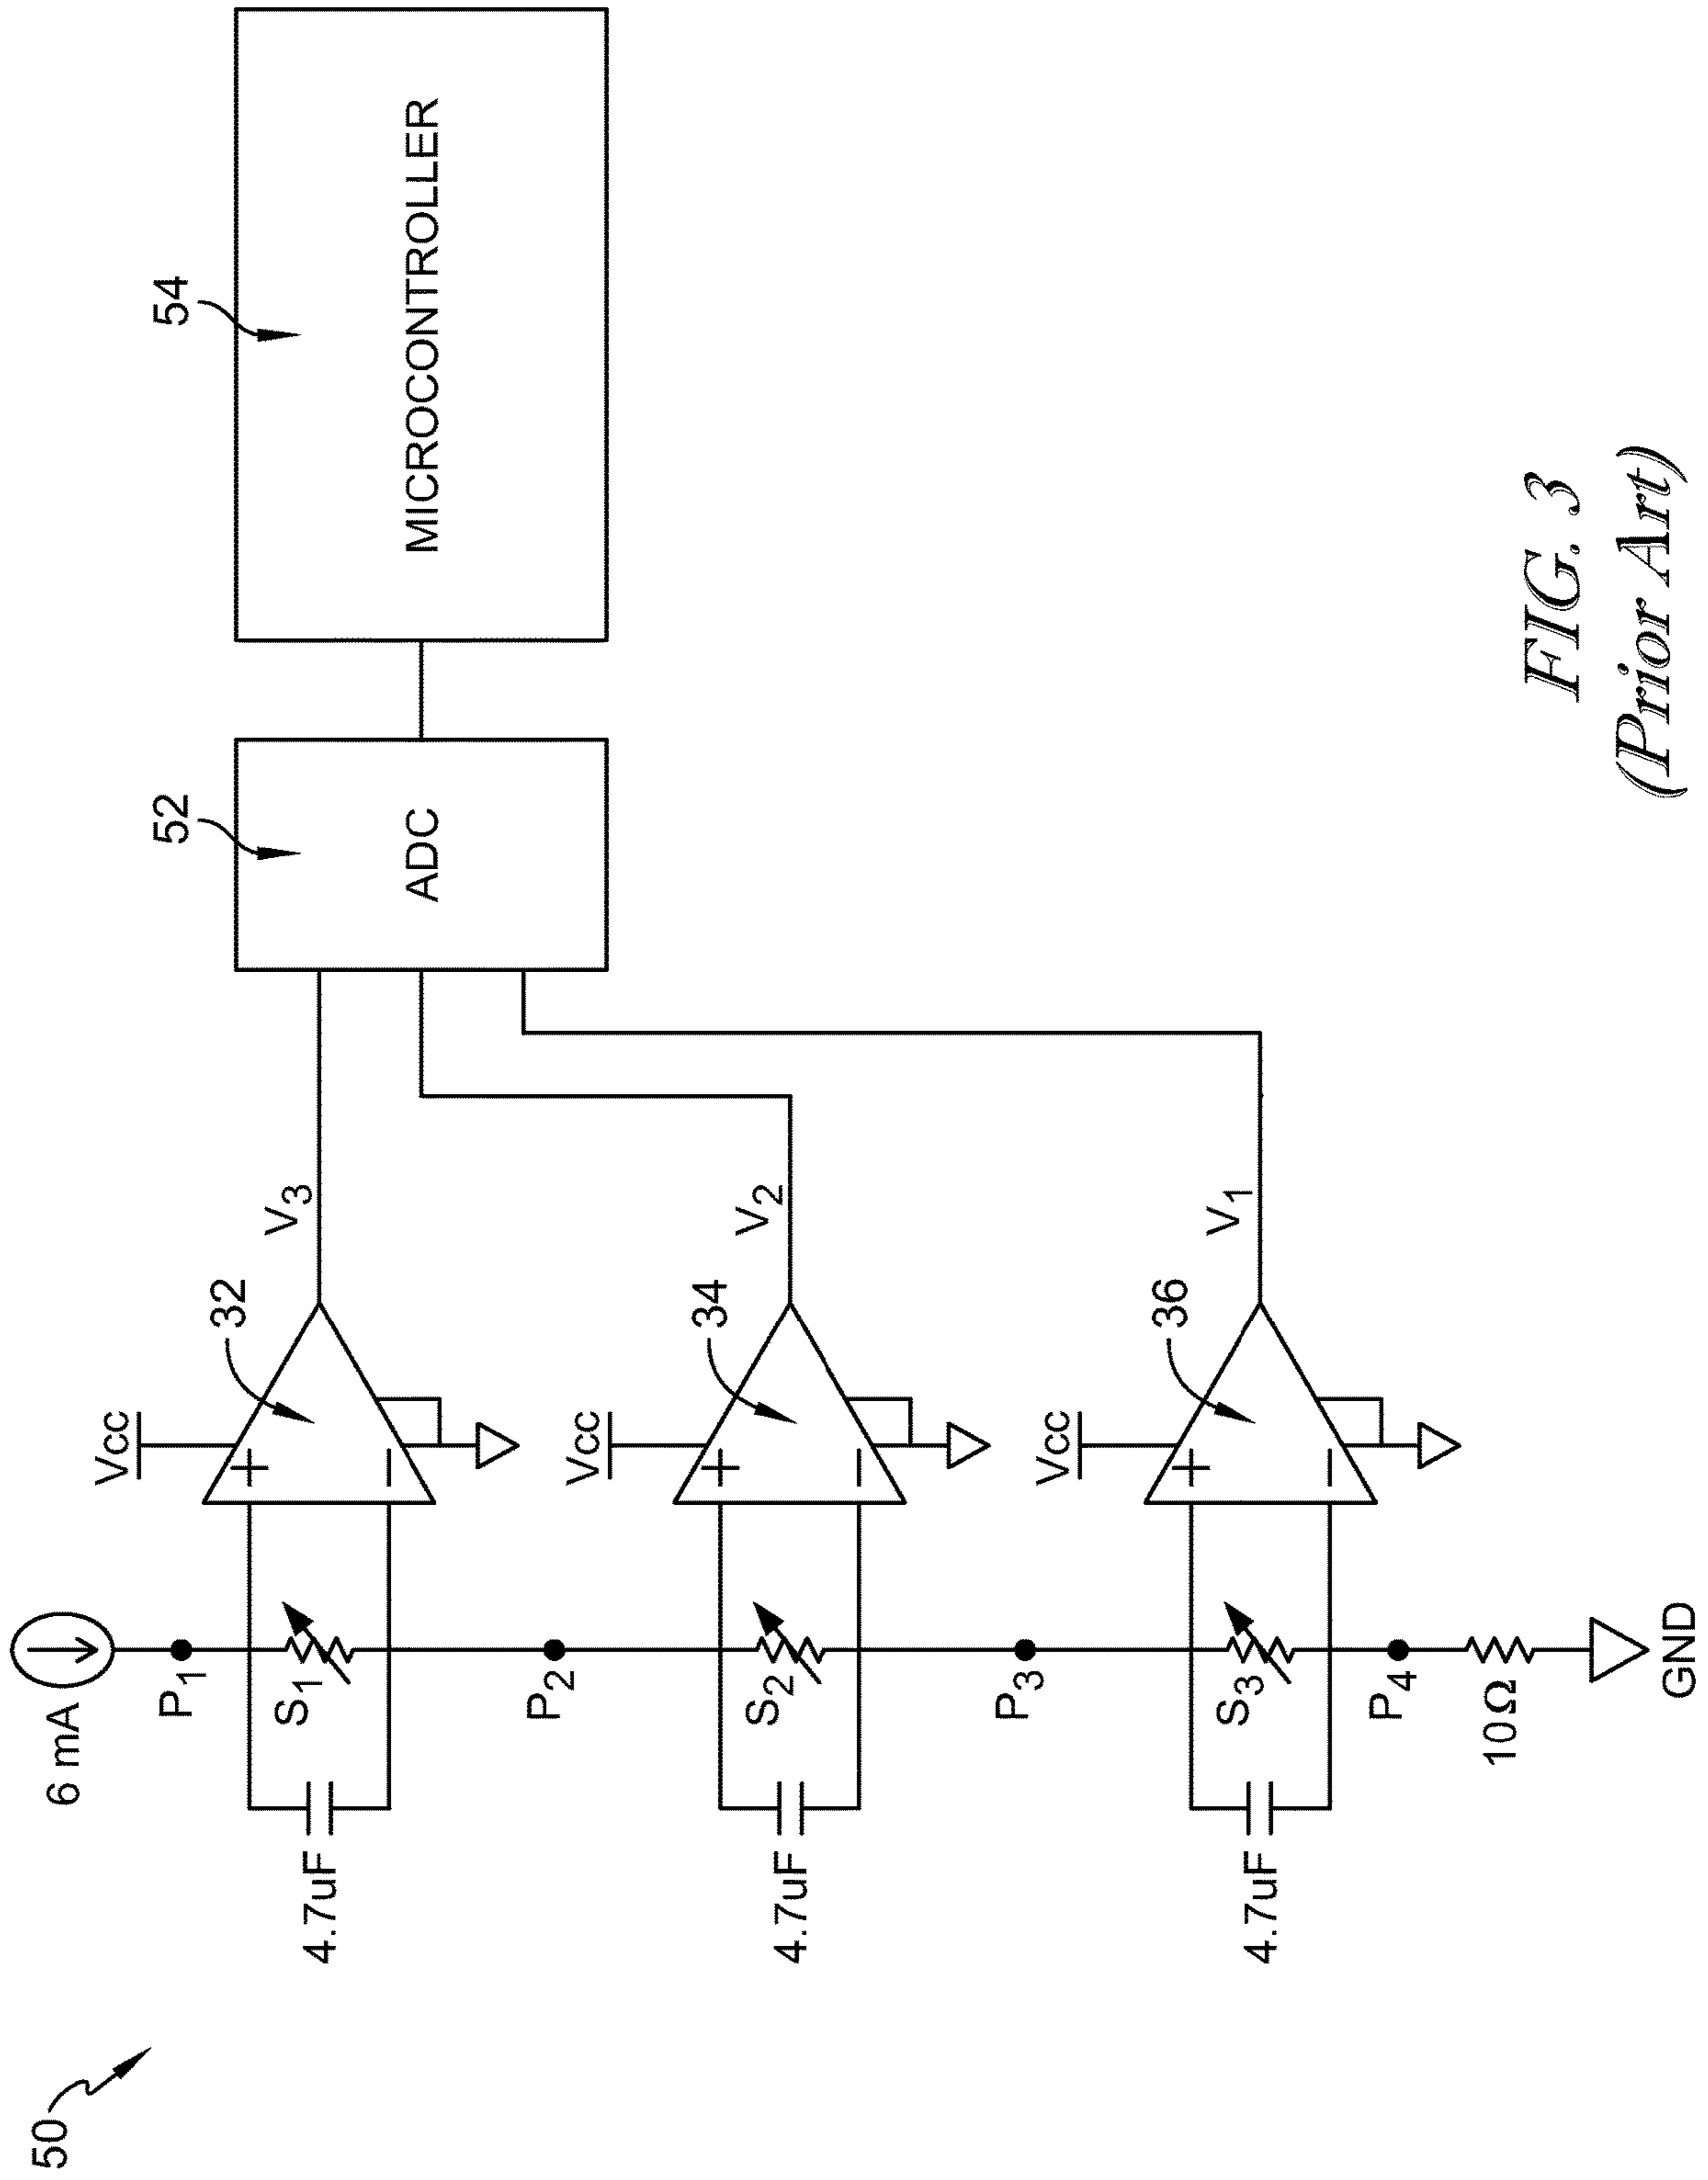 50
6 mA
P1
S1
4.7uF
Vcc
32
V3
P2
S2
4.7uF
Vcc
34
V2
P3
S3
4.7uF
Vcc
36
V1
P4
10Ω
GND
52
ADC
54
MICROCONTROLLER
+
−
+
−
+
−
FIG. 3
(Prior Art)